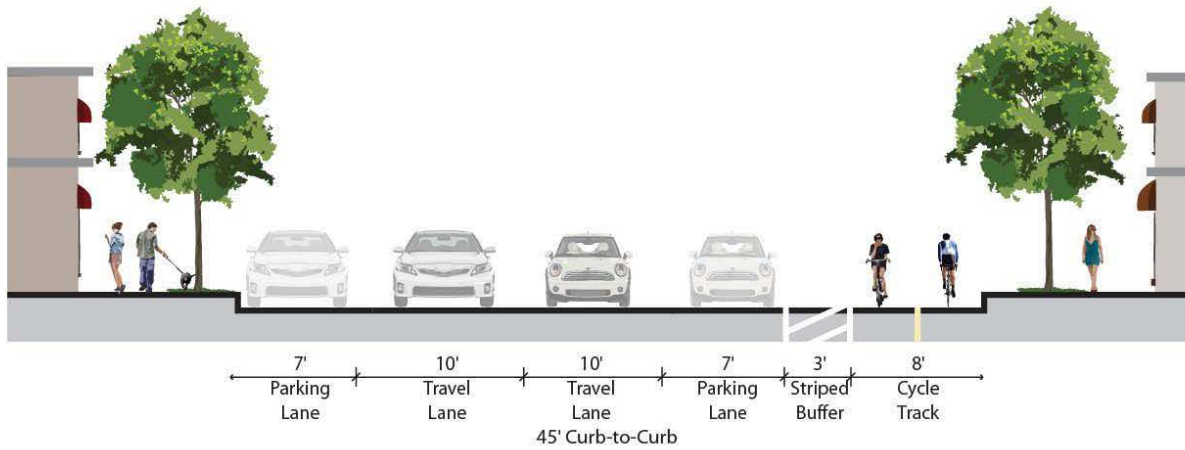 7' 10' 10' 7' 3' 8'
Parking Travel Travel Parking Striped Cycle
Lane Lane Lane Lane Buffer Track
45' Curb-to-Curb